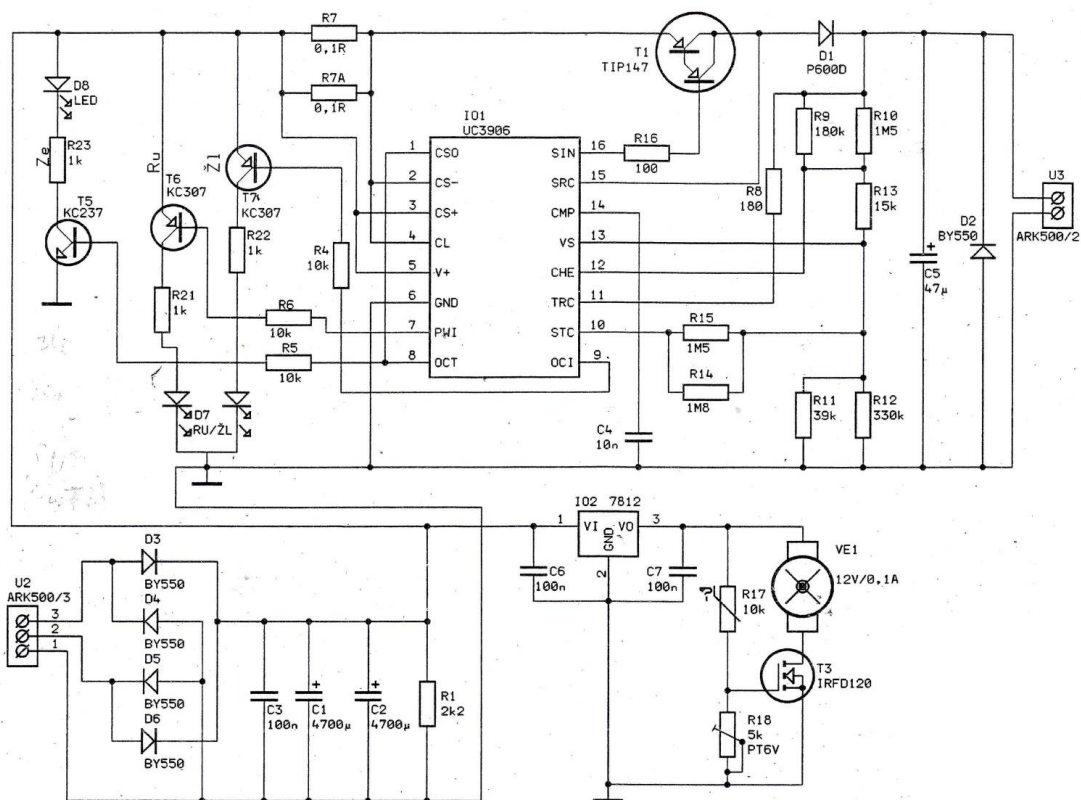 R7
0,1R
R7A
0,1R
T1
TIP147
D1
P600D
D8
LED
R23
1k
Ze
Ru
Žl
T6
KC307
T7
KC307
T5
KC237
R22
1k
R21
1k
R4
10k
R6
10k
R5
10k
D7
RU/ŽL
IO1
UC3906
1 CSO
2 CS-
3 CS+
4 CL
5 V+
6 GND
7 PWI
8 OCT
SIN 16
SRC 15
CMP 14
VS 13
CHE 12
TRC 11
STC 10
OCI 9
R16
100
R8
180
R9
180k
R10
1M5
R13
15k
R15
1M5
R14
1M8
R11
39k
R12
330k
C4
10n
D2
BY550
+
C5
47µ
U3
ARK500/2
U2
ARK500/3
3
2
1
D3
BY550
D4
BY550
D5
BY550
D6
BY550
C3
100n
+
C1
4700µ
+
C2
4700µ
R1
2k2
IO2 7812
1 VI VO 3
GND
2
C6
100n
C7
100n
R17
10k
-ϑ
VE1
12V/0,1A
T3
IRFD120
R18
5k
PT6V